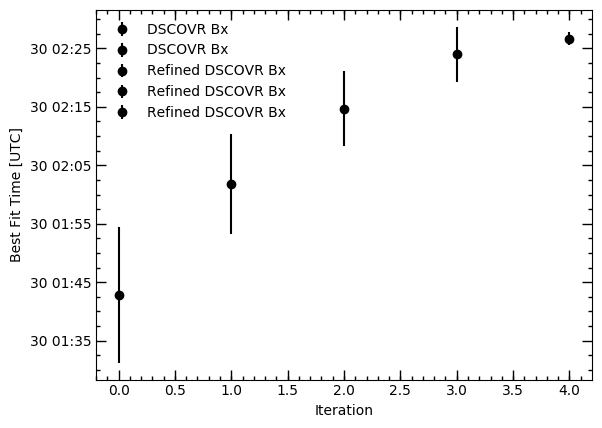 DSCOVR Bx
DSCOVR Bx
Refined DSCOVR Bx
Refined DSCOVR Bx
Refined DSCOVR Bx
30 02:25
30 02:15
30 02:05
30 01:55
30 01:45
30 01:35
Best Fit Time [UTC]
0.0 0.5 1.0 1.5 2.0 2.5 3.0 3.5 4.0
Iteration